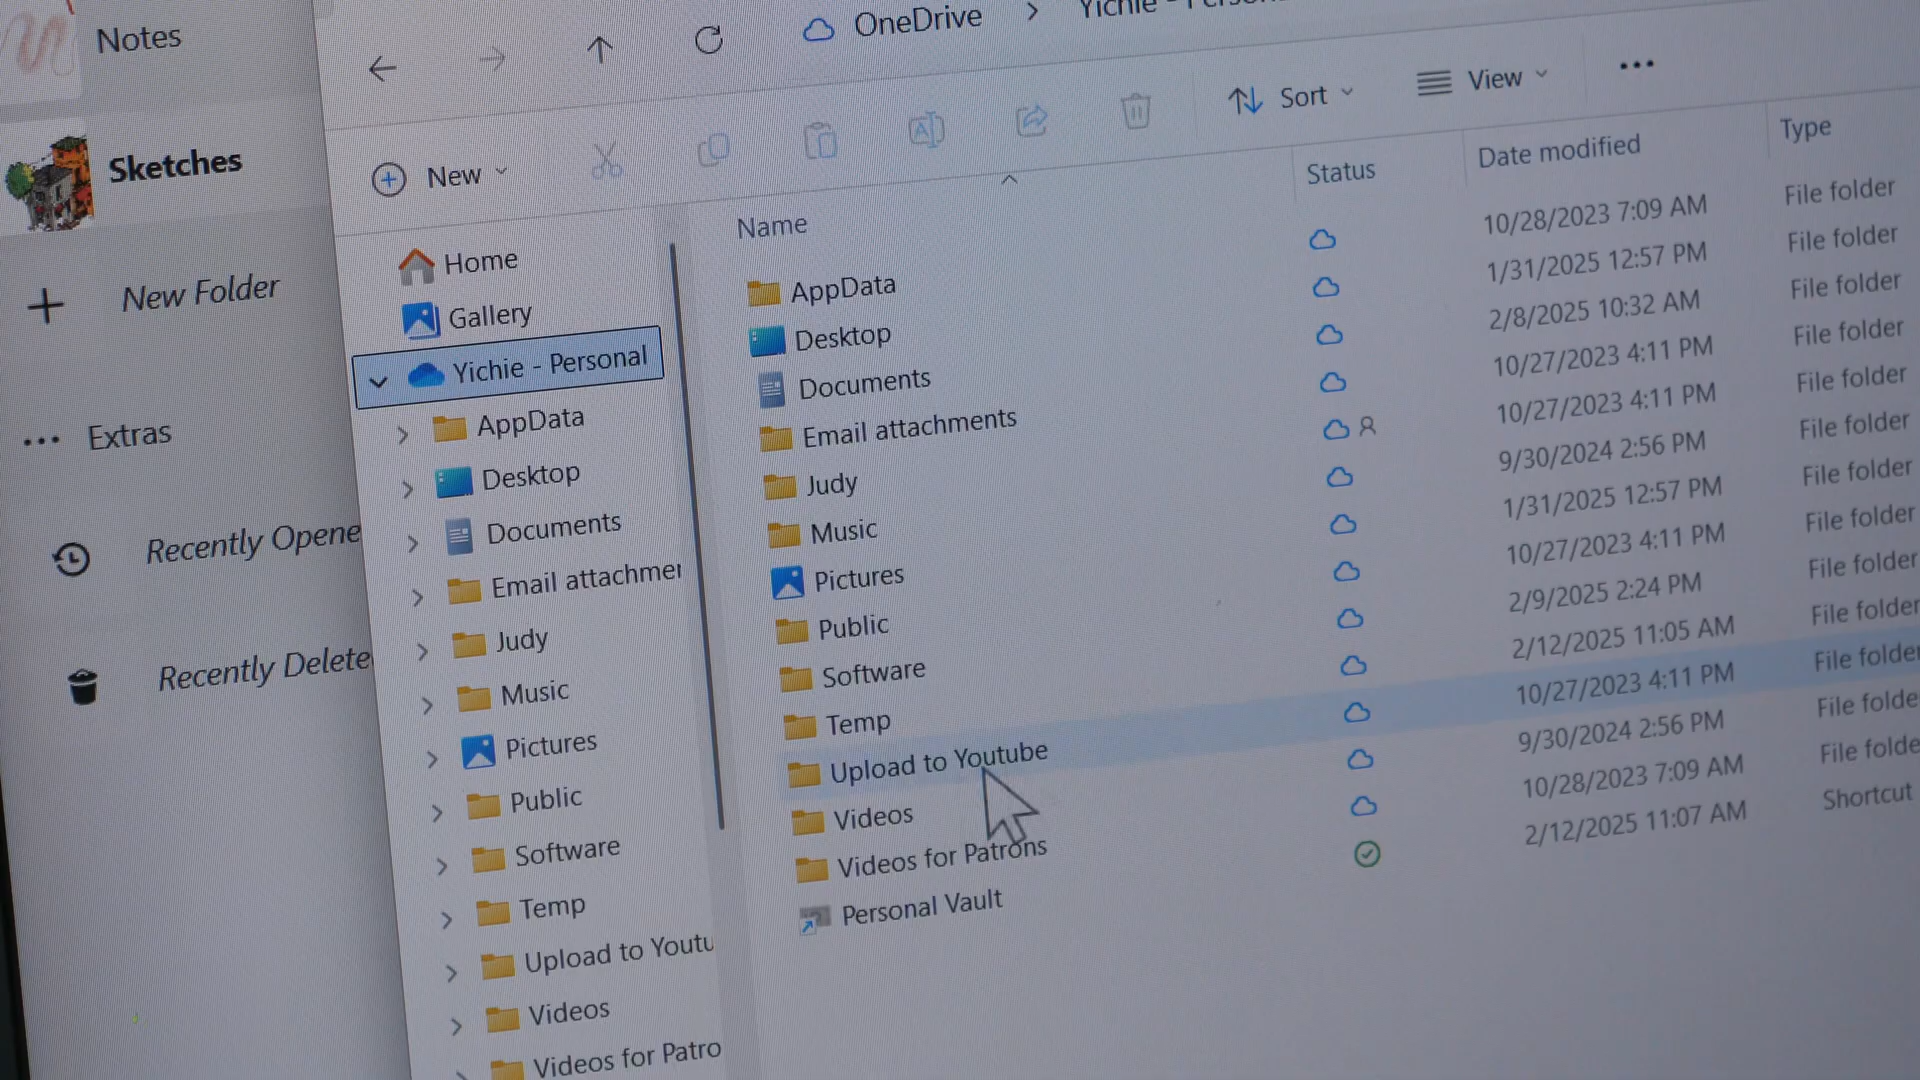 Notes
Sketches
New Folder
Extras
Recently Opene
Recently Delete
OneDrive > Yichie - Person
New
Sort
View
Home
Gallery
Yichie - Personal
AppData
Desktop
Documents
Email attachmen
Judy
Music
Pictures
Public
Software
Temp
Upload to Youtu
Videos
Videos for Patro
Name Status Date modified Type
AppData 10/28/2023 7:09 AM File folder
Desktop 1/31/2025 12:57 PM File folder
Documents 2/8/2025 10:32 AM File folder
Email attachments 10/27/2023 4:11 PM File folder
Judy 10/27/2023 4:11 PM File folder
Music 9/30/2024 2:56 PM File folder
Pictures 1/31/2025 12:57 PM File folder
Public 10/27/2023 4:11 PM File folder
Software 2/9/2025 2:24 PM File folder
Temp 2/12/2025 11:05 AM File folder
Upload to Youtube 10/27/2023 4:11 PM File folder
Videos 9/30/2024 2:56 PM File folde
Videos for Patrons 10/28/2023 7:09 AM File folde
Personal Vault 2/12/2025 11:07 AM Shortcut